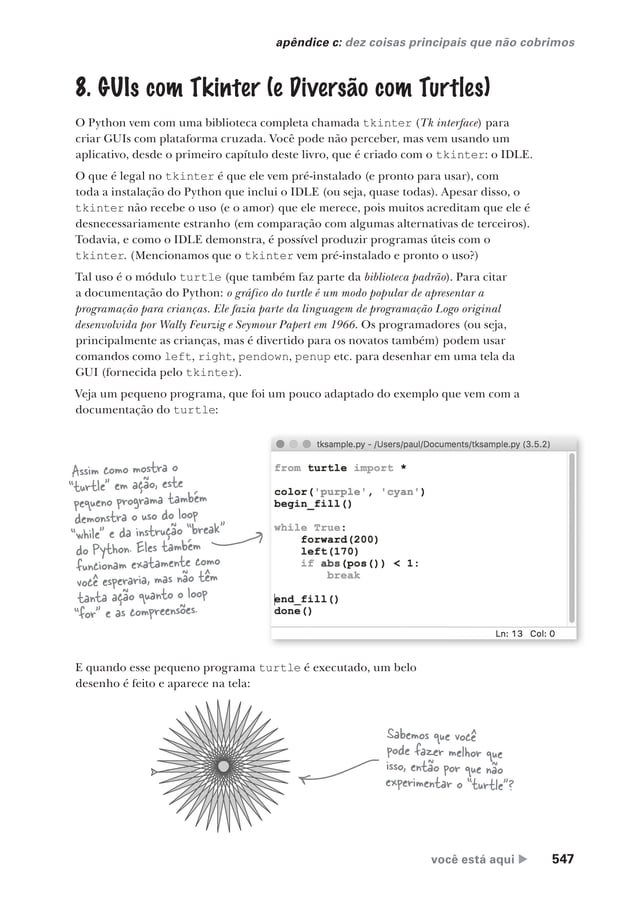 apêndice c: dez coisas principais que não cobrimos
8. GUIs com Tkinter (e Diversão com Turtles)
O Python vem com uma biblioteca completa chamada tkinter (Tk interface) para
criar GUIs com plataforma cruzada. Você pode não perceber, mas vem usando um
aplicativo, desde o primeiro capítulo deste livro, que é criado com o tkinter: o IDLE.
O que é legal no tkinter é que ele vem pré-instalado (e pronto para usar), com
toda a instalação do Python que inclui o IDLE (ou seja, quase todas). Apesar disso, o
tkinter não recebe o uso (e o amor) que ele merece, pois muitos acreditam que ele é
desnecessariamente estranho (em comparação com algumas alternativas de terceiros).
Todavia, e como o IDLE demonstra, é possível produzir programas úteis com o
tkinter. (Mencionamos que o tkinter vem pré-instalado e pronto o uso?)
Tal uso é o módulo turtle (que também faz parte da biblioteca padrão). Para citar
a documentação do Python: o gráfico do turtle é um modo popular de apresentar a
programação para crianças. Ele fazia parte da linguagem de programação Logo original
desenvolvida por Wally Feurzig e Seymour Papert em 1966. Os programadores (ou seja,
principalmente as crianças, mas é divertido para os novatos também) podem usar
comandos como left, right, pendown, penup etc. para desenhar em uma tela da
GUI (fornecida pelo tkinter).
Veja um pequeno programa, que foi um pouco adaptado do exemplo que vem com a
documentação do turtle:
Assim como mostra o
"turtle" em ação, este
pequeno programa também
demonstra o uso do loop
"while" e da instrução "break"
do Python. Eles também
funcionam exatamente como
você esperaria, mas não têm
tanta ação quanto o loop
"for" e as compreensões.
tksample.py - /Users/paul/Documents/tksample.py (3.5.2)
from turtle import *
color('purple', 'cyan')
begin_fill()
while True:
    forward(200)
    left(170)
    if abs(pos()) < 1:
        break
end_fill()
done()
Ln: 13 Col: 0
E quando esse pequeno programa turtle é executado, um belo
desenho é feito e aparece na tela:
Sabemos que você
pode fazer melhor que
isso, então por que não
experimentar o "turtle"?
você está aqui ▶ 547